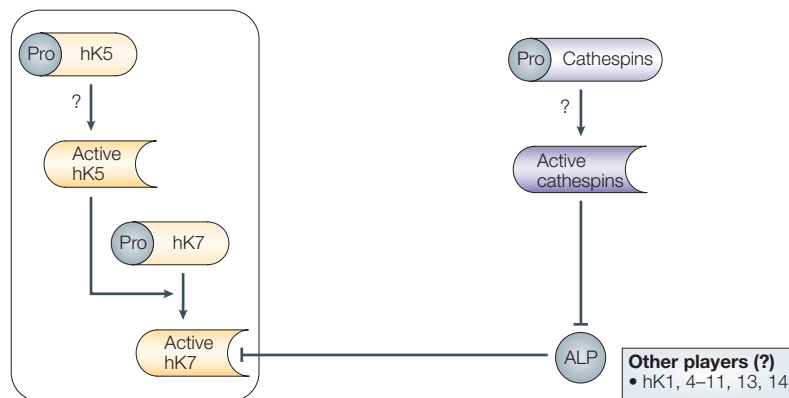 Pro hK5
?
Active
hK5
Pro hK7
Active
hK7
Pro Cathespins
?
Active
cathespins
ALP
Other players (?)
• hK1, 4–11, 13, 14